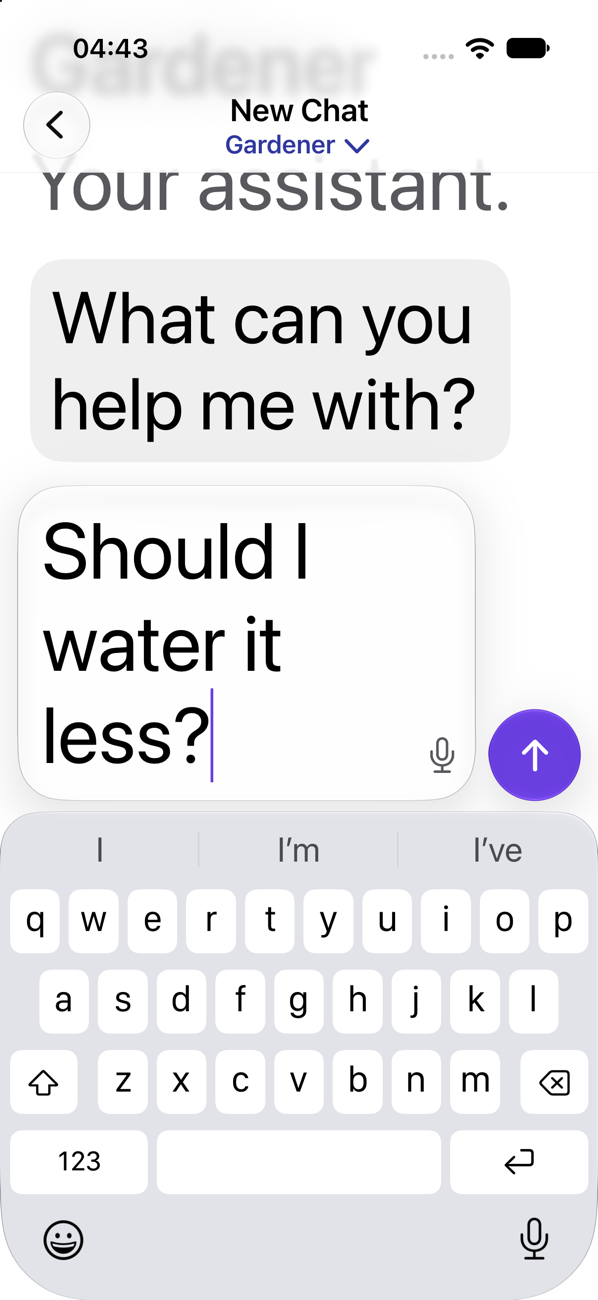 04:43
Gardener
New Chat
Gardener
Your assistant.
What can you
help me with?
Should I
water it
less?
I
I’m
I’ve
q w e r t y u i o p
a s d f g h j k l
z x c v b n m
123